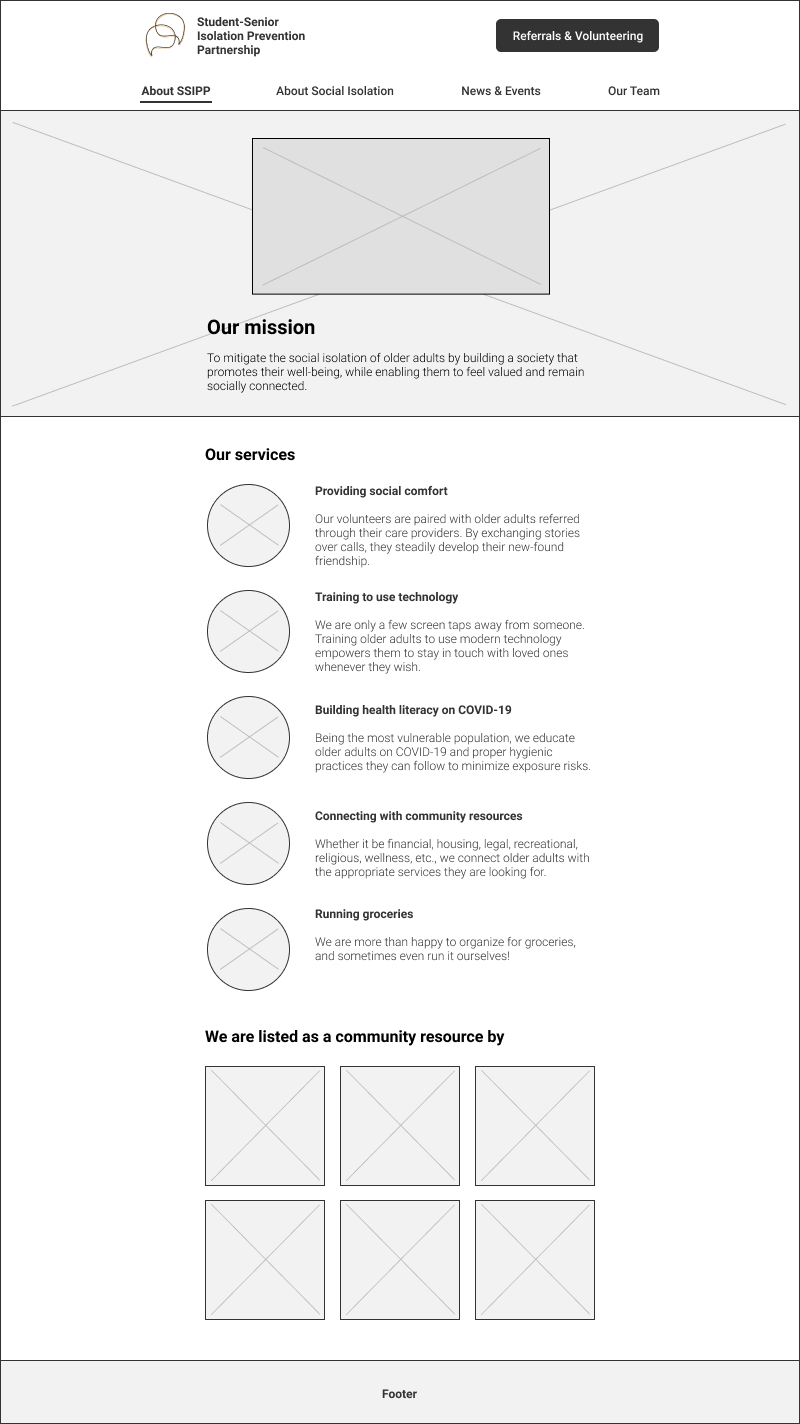 Student-Senior
Isolation Prevention
Partnership
Referrals & Volunteering
About SSIPP
About Social Isolation
News & Events
Our Team
Our mission
To mitigate the social isolation of older adults by building a society that
promotes their well-being, while enabling them to feel valued and remain
socially connected.
Our services
Providing social comfort
Our volunteers are paired with older adults referred
through their care providers. By exchanging stories
over calls, they steadily develop their new-found
friendship.
Training to use technology
We are only a few screen taps away from someone.
Training older adults to use modern technology
empowers them to stay in touch with loved ones
whenever they wish.
Building health literacy on COVID-19
Being the most vulnerable population, we educate
older adults on COVID-19 and proper hygienic
practices they can follow to minimize exposure risks.
Connecting with community resources
Whether it be financial, housing, legal, recreational,
religious, wellness, etc., we connect older adults with
the appropriate services they are looking for.
Running groceries
We are more than happy to organize for groceries,
and sometimes even run it ourselves!
We are listed as a community resource by
Footer